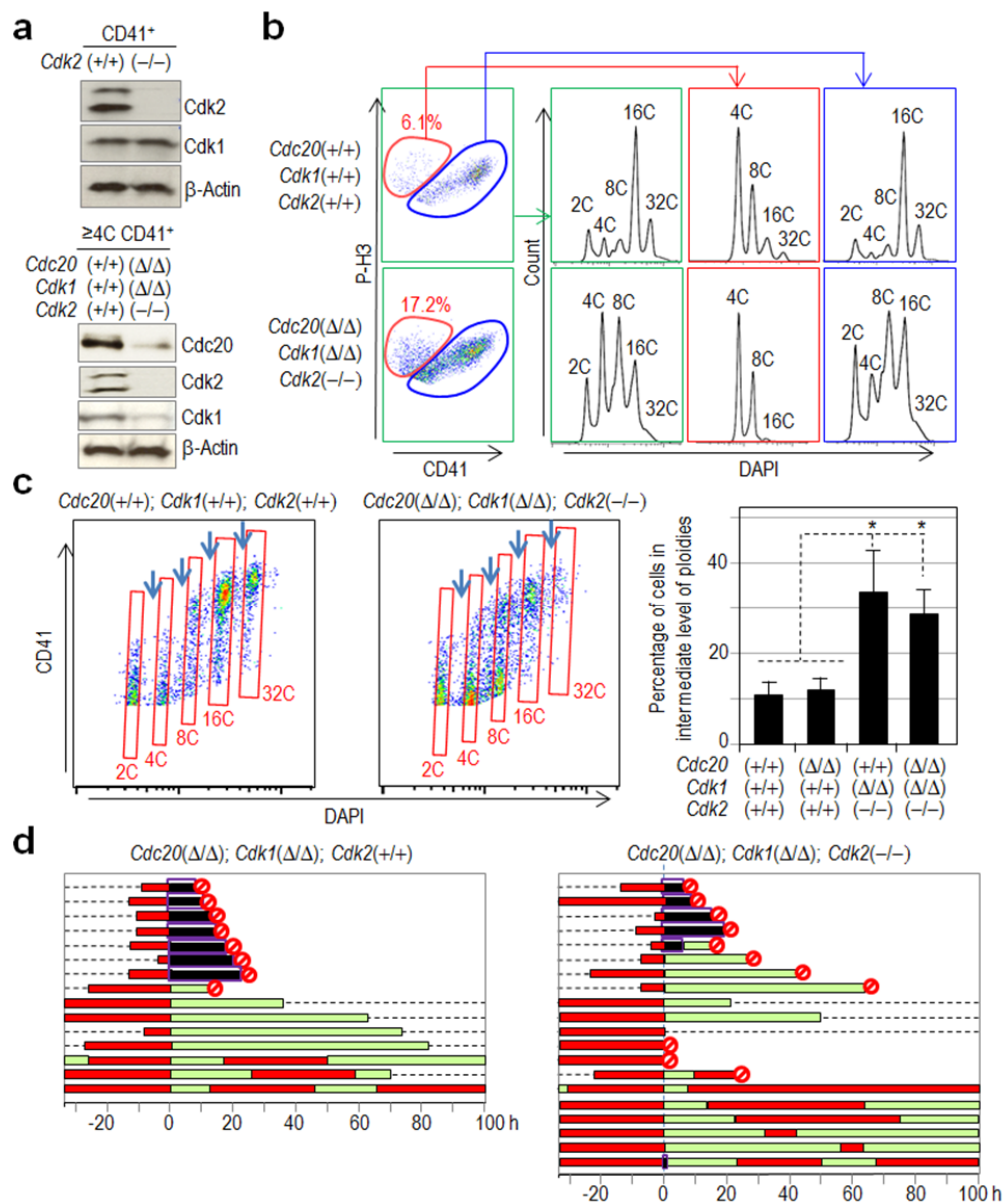 a
CD41⁺
Cdk2 (+/+) (−/−)
Cdk2
Cdk1
β-Actin
≥4C CD41⁺
Cdc20 (+/+) (Δ/Δ)
Cdk1 (+/+) (Δ/Δ)
Cdk2 (+/+) (−/−)
Cdc20
Cdk2
Cdk1
β-Actin
b
Cdc20(+/+)
Cdk1(+/+)
Cdk2(+/+)
Cdc20(Δ/Δ)
Cdk1(Δ/Δ)
Cdk2(−/−)
P-H3
6.1%
17.2%
CD41
Count
2C 4C 8C 16C 32C
4C 8C 16C 32C
2C 4C 8C 16C 32C
2C 4C 8C 16C 32C
4C 8C 16C
2C 4C 8C 16C 32C
DAPI
c
Cdc20(+/+); Cdk1(+/+); Cdk2(+/+)
Cdc20(Δ/Δ); Cdk1(Δ/Δ); Cdk2(−/−)
CD41
2C 4C 8C 16C 32C
2C 4C 8C 16C 32C
DAPI
Percentage of cells in
intermediate level of ploidies
40
20
0
* *
Cdc20 (+/+) (Δ/Δ) (+/+) (Δ/Δ)
Cdk1 (+/+) (+/+) (Δ/Δ) (Δ/Δ)
Cdk2 (+/+) (+/+) (−/−) (−/−)
d
Cdc20(Δ/Δ); Cdk1(Δ/Δ); Cdk2(+/+)
-20 0 20 40 60 80 100 h
Cdc20(Δ/Δ); Cdk1(Δ/Δ); Cdk2(−/−)
-20 0 20 40 60 80 100 h